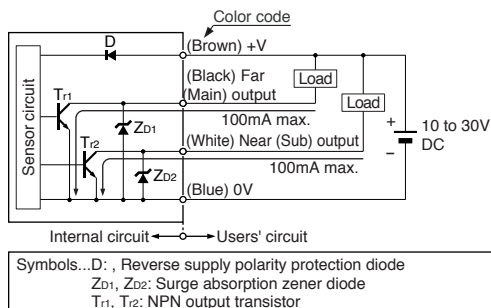 Color code
D
(Brown) +V
(Black) Far
(Main) output
Load
Load
Tr1
100mA max.
Sensor circuit
ZD1
Tr2
(White) Near (Sub) output
+
10 to 30V
DC
−
100mA max.
ZD2
(Blue) 0V
Internal circuit
Users' circuit
Symbols...D: , Reverse supply polarity protection diode
ZD1, ZD2: Surge absorption zener diode
Tr1, Tr2: NPN output transistor